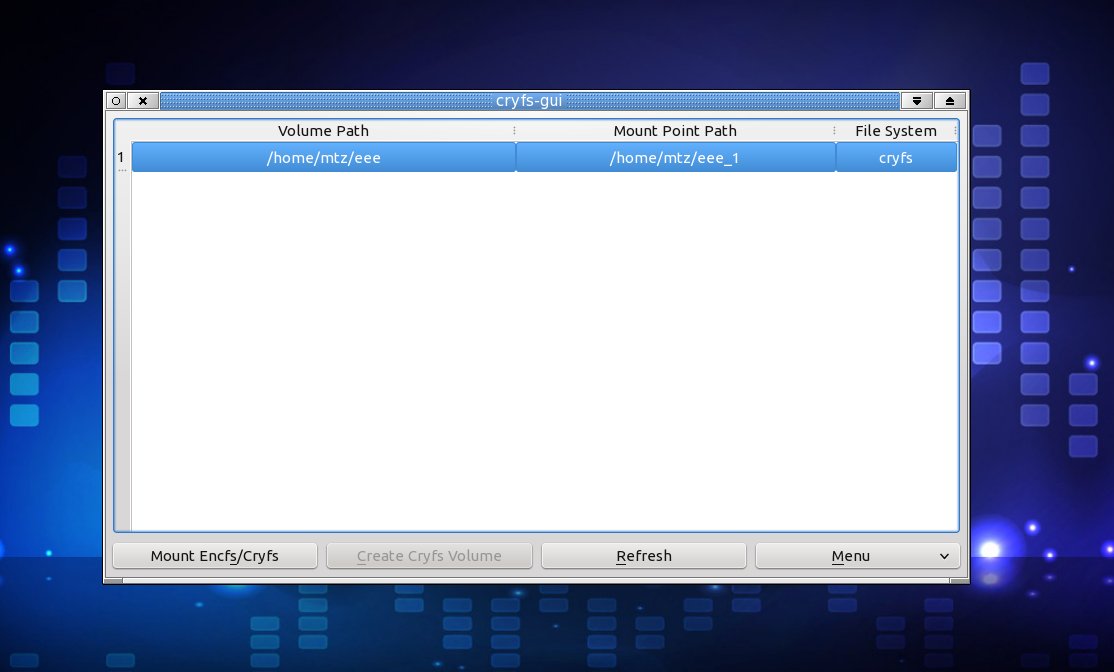 cryfs-gui
Volume Path Mount Point Path File System
1 /home/mtz/eee /home/mtz/eee_1 cryfs
Mount Encfs/Cryfs Create Cryfs Volume Refresh Menu